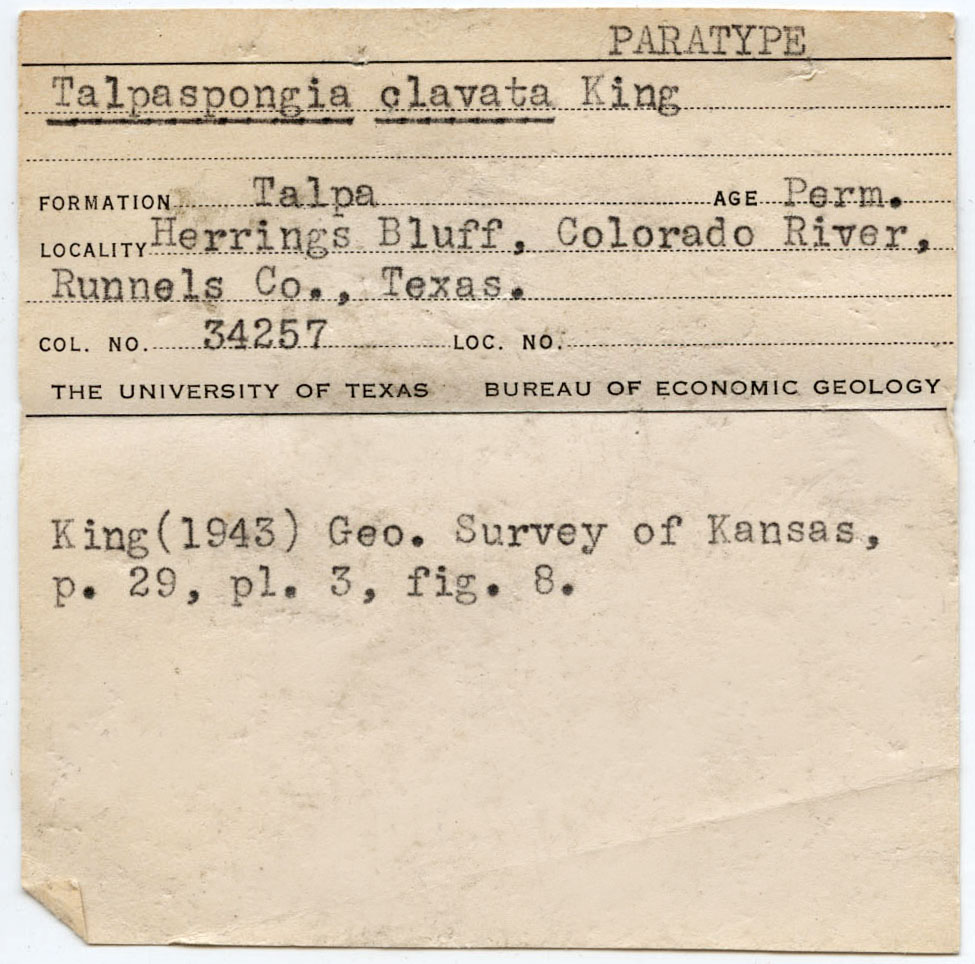 PARATYPE
Talpaspongia clavata King
FORMATION Talpa AGE Perm.
LOCALITY Herrings Bluff, Colorado River,
Runnels Co., Texas.
COL. NO. 34257 LOC. NO.
THE UNIVERSITY OF TEXAS BUREAU OF ECONOMIC GEOLOGY
King(1943) Geo. Survey of Kansas,
p. 29, pl. 3, fig. 8.